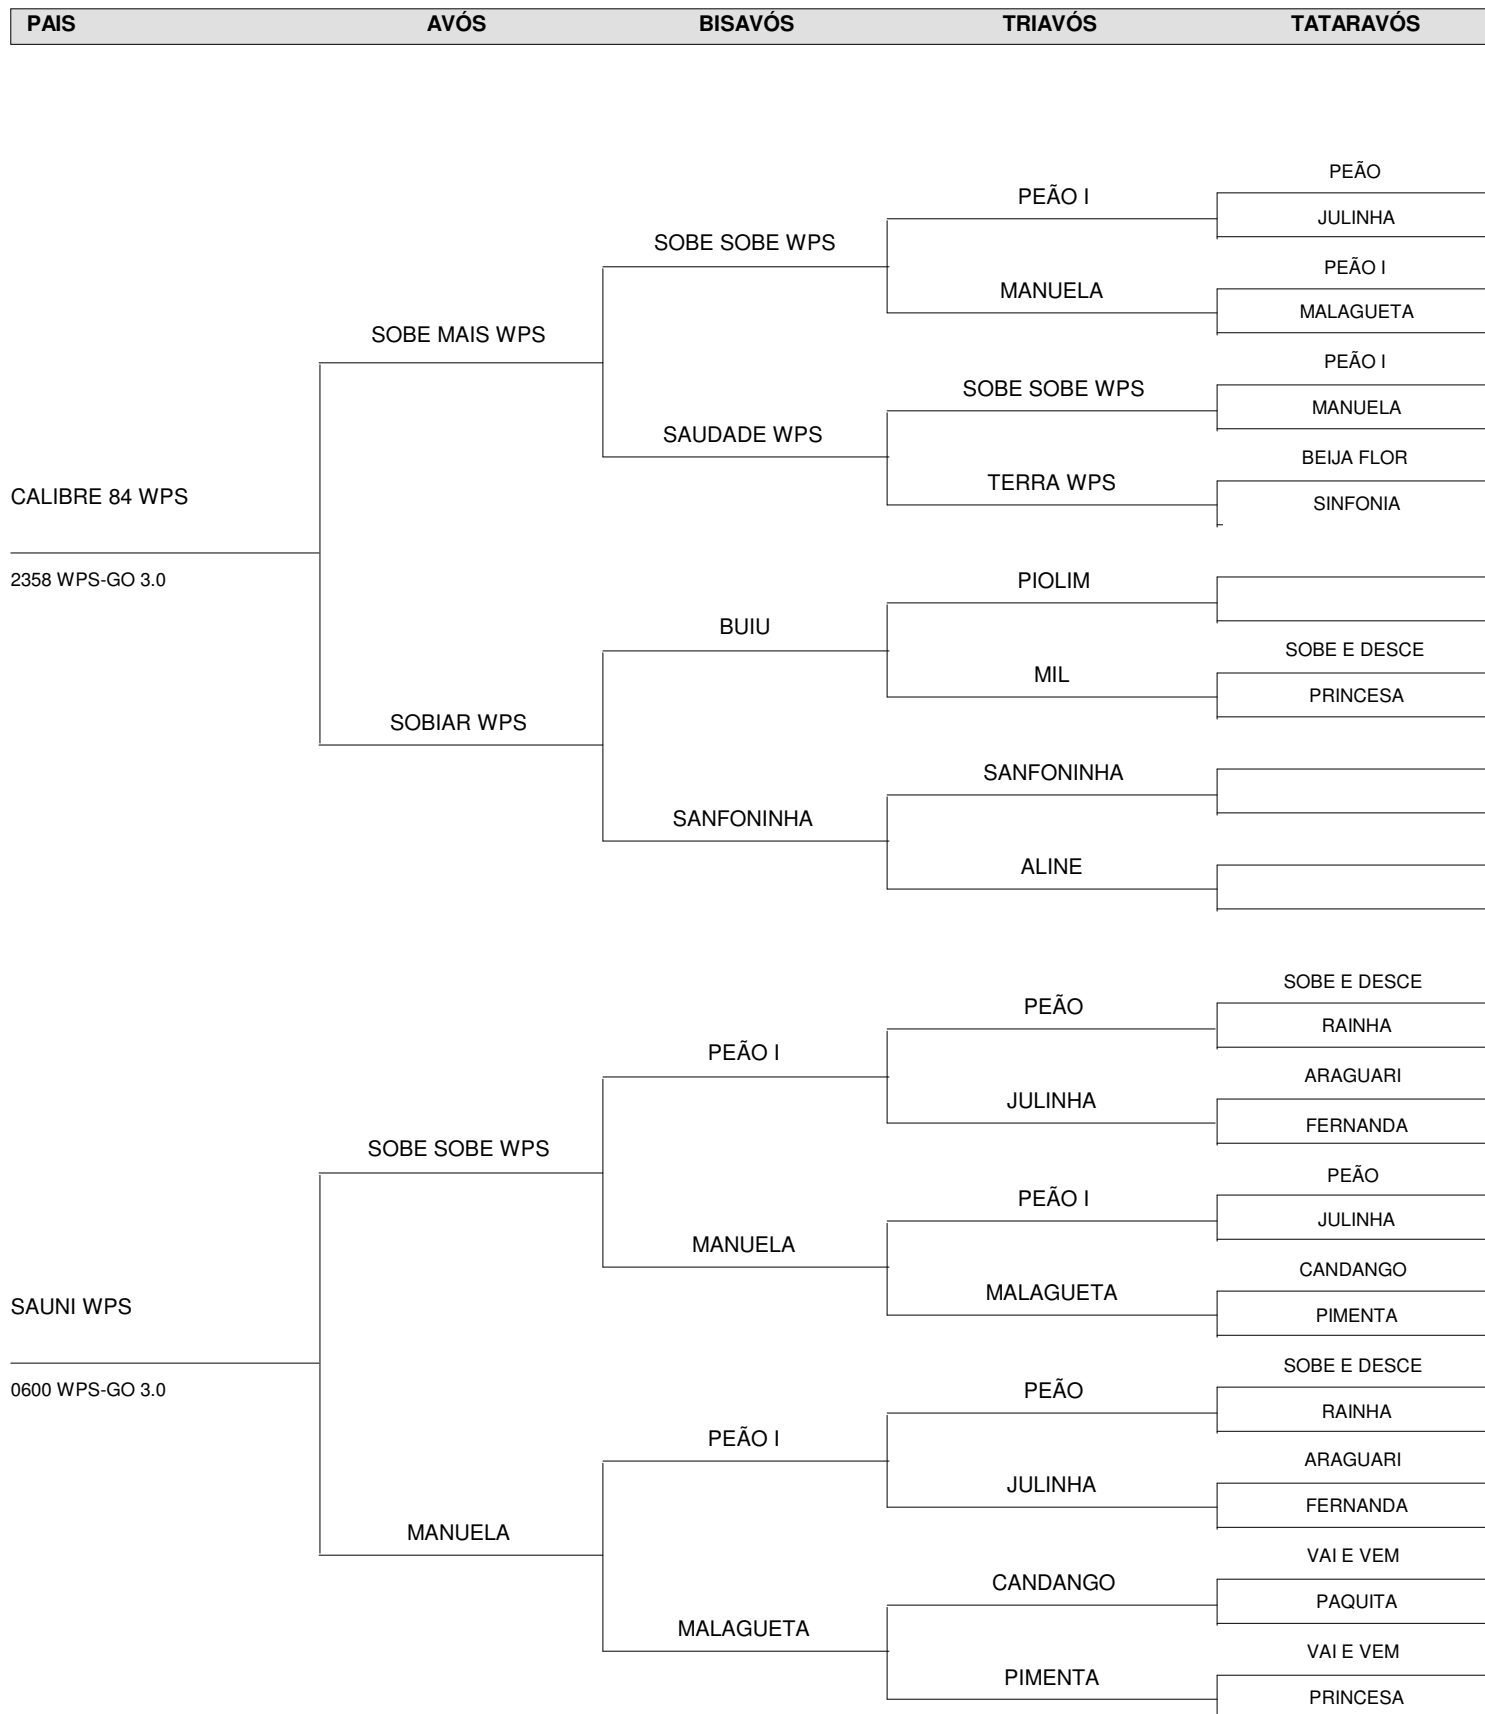 PAIS AVÓS BISAVÓS TRIAVÓS TATARAVÓS
PEÃO
PEÃO I
JULINHA
SOBE SOBE WPS
PEÃO I
MANUELA
MALAGUETA
SOBE MAIS WPS
PEÃO I
SOBE SOBE WPS
MANUELA
SAUDADE WPS
BEIJA FLOR
TERRA WPS
CALIBRE 84 WPS
SINFONIA
2358 WPS-GO 3.0
PIOLIM
BUIU
SOBE E DESCE
MIL
PRINCESA
SOBIAR WPS
SANFONINHA
SANFONINHA
ALINE
SOBE E DESCE
PEÃO
RAINHA
PEÃO I
ARAGUARI
JULINHA
FERNANDA
SOBE SOBE WPS
PEÃO
PEÃO I
JULINHA
MANUELA
CANDANGO
MALAGUETA
SAUNI WPS
PIMENTA
SOBE E DESCE
0600 WPS-GO 3.0
PEÃO
RAINHA
PEÃO I
ARAGUARI
JULINHA
FERNANDA
MANUELA
VAI E VEM
CANDANGO
PAQUITA
MALAGUETA
VAI E VEM
PIMENTA
PRINCESA